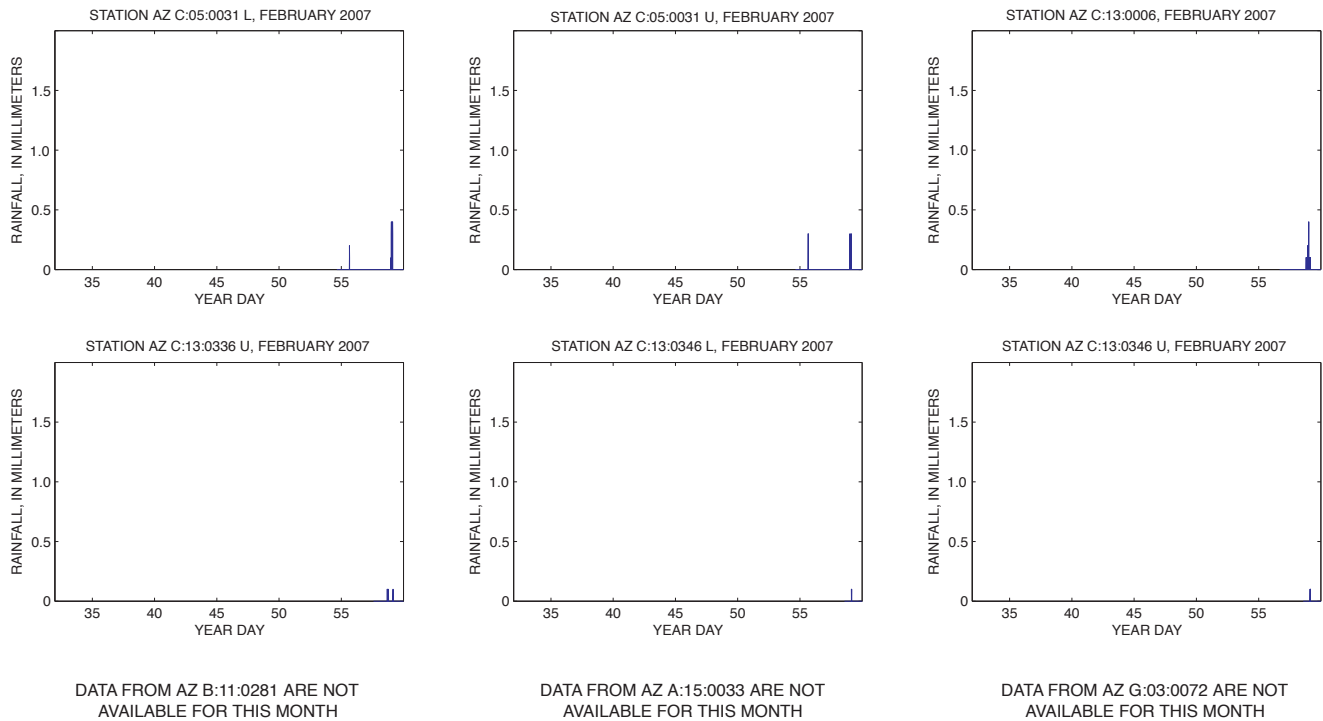 STATION AZ C:05:0031 L, FEBRUARY 2007
RAINFALL, IN MILLIMETERS
1.5
1.0
0.5
0
35 40 45 50 55
YEAR DAY
STATION AZ C:05:0031 U, FEBRUARY 2007
RAINFALL, IN MILLIMETERS
1.5
1.0
0.5
0
35 40 45 50 55
YEAR DAY
STATION AZ C:13:0006, FEBRUARY 2007
RAINFALL, IN MILLIMETERS
1.5
1.0
0.5
0
35 40 45 50 55
YEAR DAY
STATION AZ C:13:0336 U, FEBRUARY 2007
RAINFALL, IN MILLIMETERS
1.5
1.0
0.5
0
35 40 45 50 55
YEAR DAY
STATION AZ C:13:0346 L, FEBRUARY 2007
RAINFALL, IN MILLIMETERS
1.5
1.0
0.5
0
35 40 45 50 55
YEAR DAY
STATION AZ C:13:0346 U, FEBRUARY 2007
RAINFALL, IN MILLIMETERS
1.5
1.0
0.5
0
35 40 45 50 55
YEAR DAY
DATA FROM AZ B:11:0281 ARE NOT
AVAILABLE FOR THIS MONTH
DATA FROM AZ A:15:0033 ARE NOT
AVAILABLE FOR THIS MONTH
DATA FROM AZ G:03:0072 ARE NOT
AVAILABLE FOR THIS MONTH